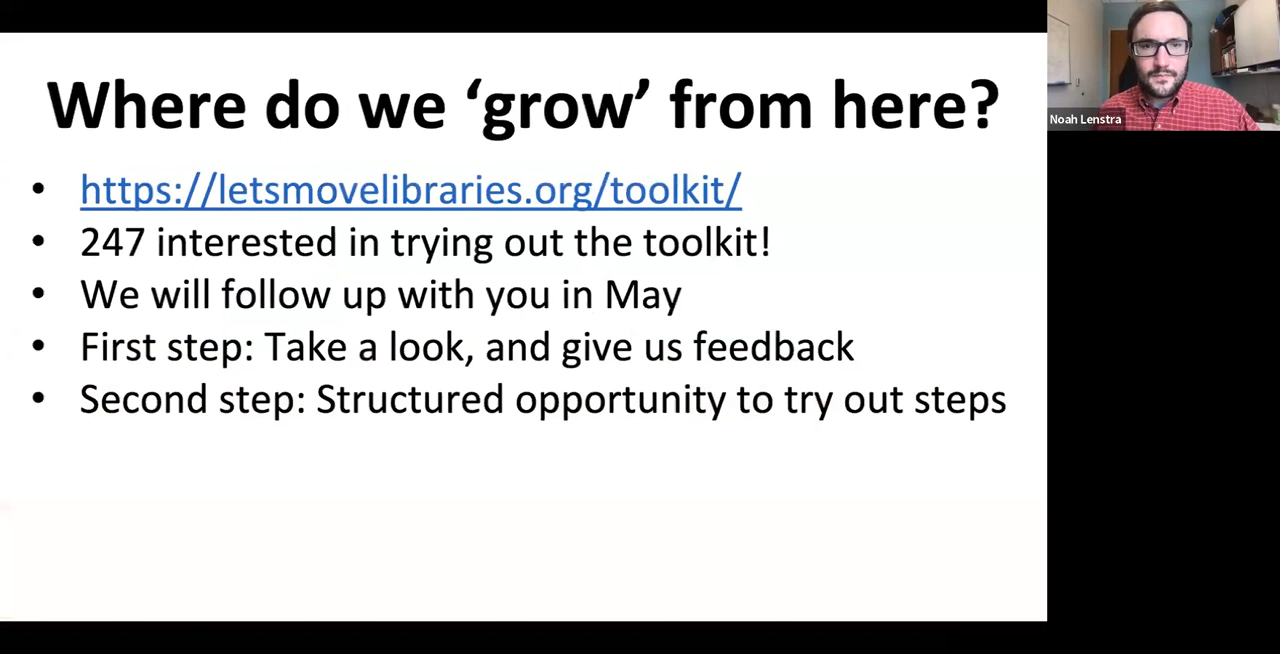 Where do we ‘grow’ from here?
• https://letsmovelibraries.org/toolkit/
• 247 interested in trying out the toolkit!
• We will follow up with you in May
• First step: Take a look, and give us feedback
• Second step: Structured opportunity to try out steps
Noah Lenstra